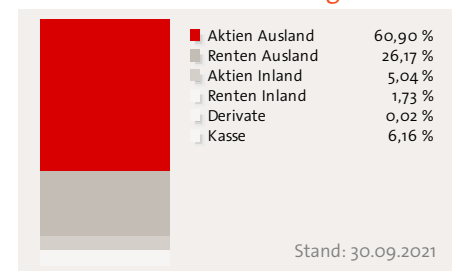 Aktien Ausland 60,90 %
Renten Ausland 26,17 %
Aktien Inland 5,04 %
Renten Inland 1,73 %
Derivate 0,02 %
Kasse 6,16 %
Stand: 30.09.2021